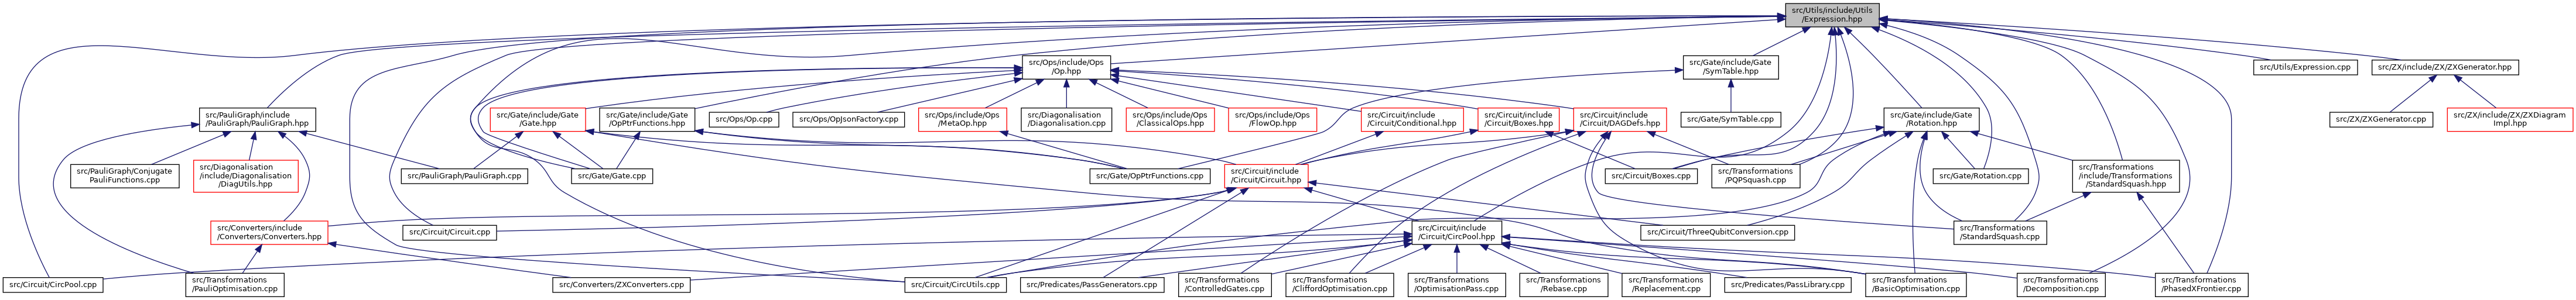 src/Utils/include/Utils
/Expression.hpp
src/Ops/include/Ops
/Op.hpp
src/Gate/include/Gate
/SymTable.hpp
src/Utils/Expression.cpp
src/ZX/include/ZX/ZXGenerator.hpp
src/PauliGraph/include
/PauliGraph/PauliGraph.hpp
src/Gate/include/Gate
/Gate.hpp
src/Gate/include/Gate
/OpPtrFunctions.hpp
src/Ops/Op.cpp
src/Ops/OpJsonFactory.cpp
src/Ops/include/Ops
/MetaOp.hpp
src/Diagonalisation
/Diagonalisation.cpp
src/Ops/include/Ops
/ClassicalOps.hpp
src/Ops/include/Ops
/FlowOp.hpp
src/Circuit/include
/Circuit/Conditional.hpp
src/Circuit/include
/Circuit/Boxes.hpp
src/Circuit/include
/Circuit/DAGDefs.hpp
src/Gate/SymTable.cpp
src/Gate/include/Gate
/Rotation.hpp
src/ZX/ZXGenerator.cpp
src/ZX/include/ZX/ZXDiagram
Impl.hpp
src/PauliGraph/Conjugate
PauliFunctions.cpp
src/Diagonalisation
/include/Diagonalisation
/DiagUtils.hpp
src/PauliGraph/PauliGraph.cpp
src/Gate/Gate.cpp
src/Gate/OpPtrFunctions.cpp
src/Circuit/include
/Circuit/Circuit.hpp
src/Circuit/Boxes.cpp
src/Transformations
/PQPSquash.cpp
src/Gate/Rotation.cpp
src/Transformations
/include/Transformations
/StandardSquash.hpp
src/Converters/include
/Converters/Converters.hpp
src/Circuit/Circuit.cpp
src/Circuit/include
/Circuit/CircPool.hpp
src/Circuit/ThreeQubitConversion.cpp
src/Transformations
/StandardSquash.cpp
src/Circuit/CircPool.cpp
src/Transformations
/PauliOptimisation.cpp
src/Converters/ZXConverters.cpp
src/Circuit/CircUtils.cpp
src/Predicates/PassGenerators.cpp
src/Transformations
/ControlledGates.cpp
src/Transformations
/CliffordOptimisation.cpp
src/Transformations
/OptimisationPass.cpp
src/Transformations
/Rebase.cpp
src/Transformations
/Replacement.cpp
src/Predicates/PassLibrary.cpp
src/Transformations
/BasicOptimisation.cpp
src/Transformations
/Decomposition.cpp
src/Transformations
/PhasedXFrontier.cpp